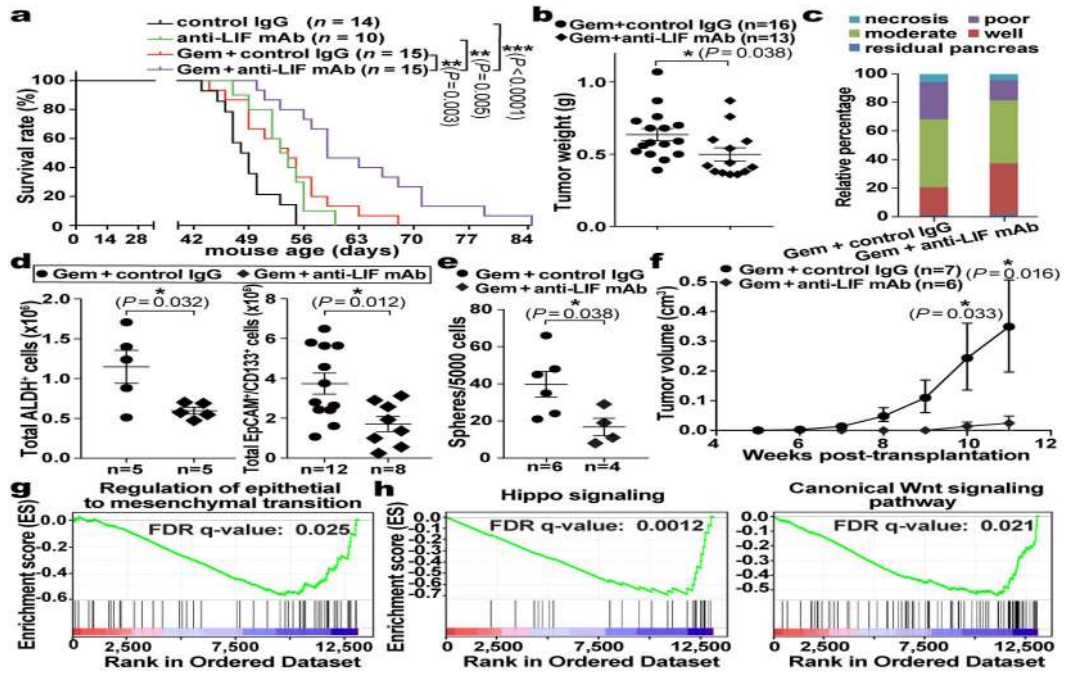 a
control IgG (n = 14)
anti-LIF mAb (n = 10)
Gem + control IgG (n = 15)
Gem + anti-LIF mAb (n = 15)
**
(P = 0.003)
**
(P = 0.005)
***
(P < 0.0001)
Survival rate (%)
100
80
60
40
20
0
0 14 28 42 49 56 63 70 77 84
mouse age (days)
b
Gem+control IgG (n=16)
Gem+anti-LIF mAb (n=13)
* (P = 0.038)
Tumor weight (g)
1.0
0.5
0.0
c
necrosis poor
moderate well
residual pancreas
Relative percentage
100
80
60
40
20
0
Gem + control IgG
Gem + anti-LIF mAb
d
Gem + control IgG Gem + anti-LIF mAb
*
(P = 0.032)
Total ALDH+ cells (x10⁶)
2.0
1.5
1.0
0.5
0.0
n=5 n=5
*
(P = 0.012)
Total EpCAM+/CD133+ cells (x10⁶)
8
6
4
2
0
n=12 n=8
e
Gem + control IgG
Gem + anti-LIF mAb
*
(P = 0.038)
Spheres/5000 cells
80
60
40
20
0
n=6 n=4
f
Gem + control IgG (n=7)
Gem + anti-LIF mAb (n=6)
*
(P = 0.016)
*
(P = 0.033)
Tumor volume (cm³)
0.5
0.4
0.3
0.2
0.1
0.0
4 6 8 10 12
Weeks post-transplantation
g
Regulation of epithetial
to mesenchymal transition
FDR q-value: 0.025
Enrichment score (ES)
0.0
-0.2
-0.4
-0.6
0 2,500 7,500 12,500
Rank in Ordered Dataset
h
Hippo signaling
FDR q-value: 0.0012
Enrichment score (ES)
0.0
-0.1
-0.2
-0.3
-0.4
-0.5
-0.6
-0.7
0 2,500 7,500 12,500
Rank in Ordered Dataset
Canonical Wnt signaling
pathway
FDR q-value: 0.021
0.0
-0.1
-0.2
-0.3
-0.4
-0.5
0 2,500 7,500 12,500
Rank in Ordered Dataset